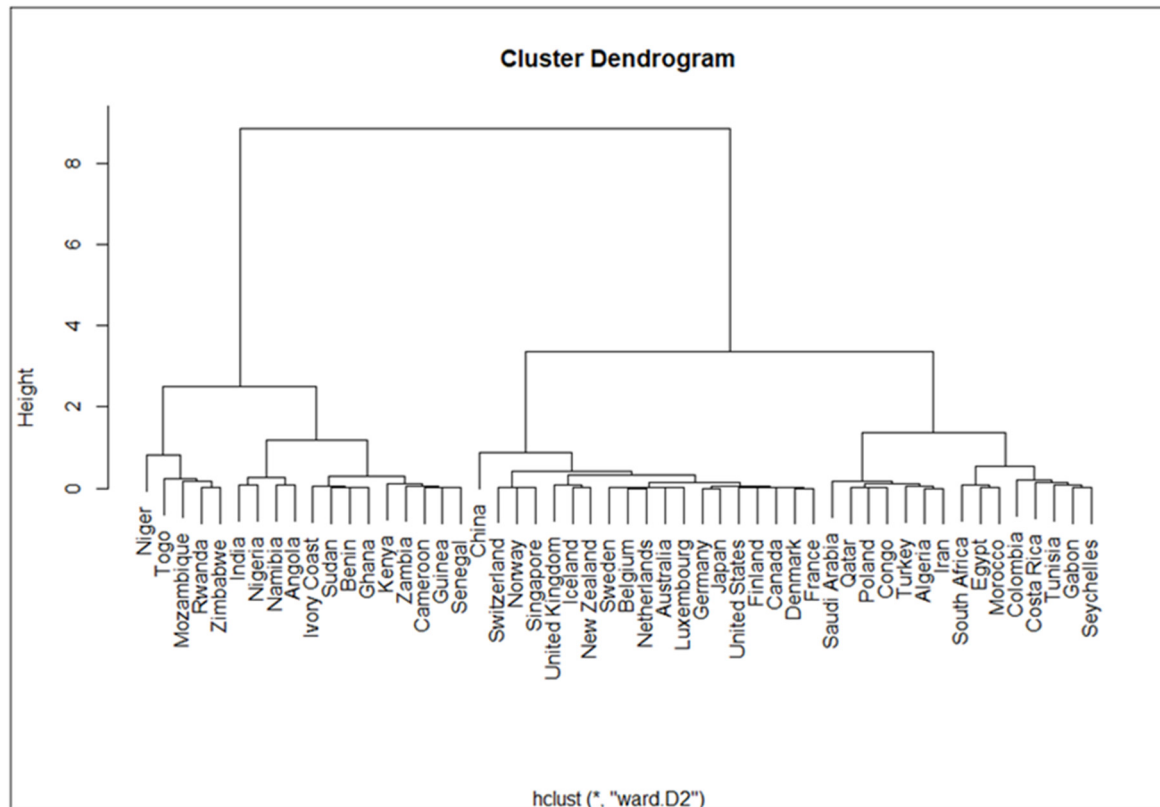 Cluster Dendrogram
Height
8
6
4
2
0
Niger
Togo
Mozambique
Rwanda
Zimbabwe
India
Nigeria
Namibia
Angola
Ivory Coast
Sudan
Benin
Ghana
Kenya
Zambia
Cameroon
Guinea
Senegal
China
Switzerland
Norway
Singapore
United Kingdom
Iceland
New Zealand
Sweden
Belgium
Netherlands
Australia
Luxembourg
Germany
Japan
United States
Finland
Canada
Denmark
France
Saudi Arabia
Qatar
Poland
Congo
Turkey
Algeria
Iran
South Africa
Egypt
Morocco
Colombia
Costa Rica
Tunisia
Gabon
Seychelles
hclust (*, "ward.D2")